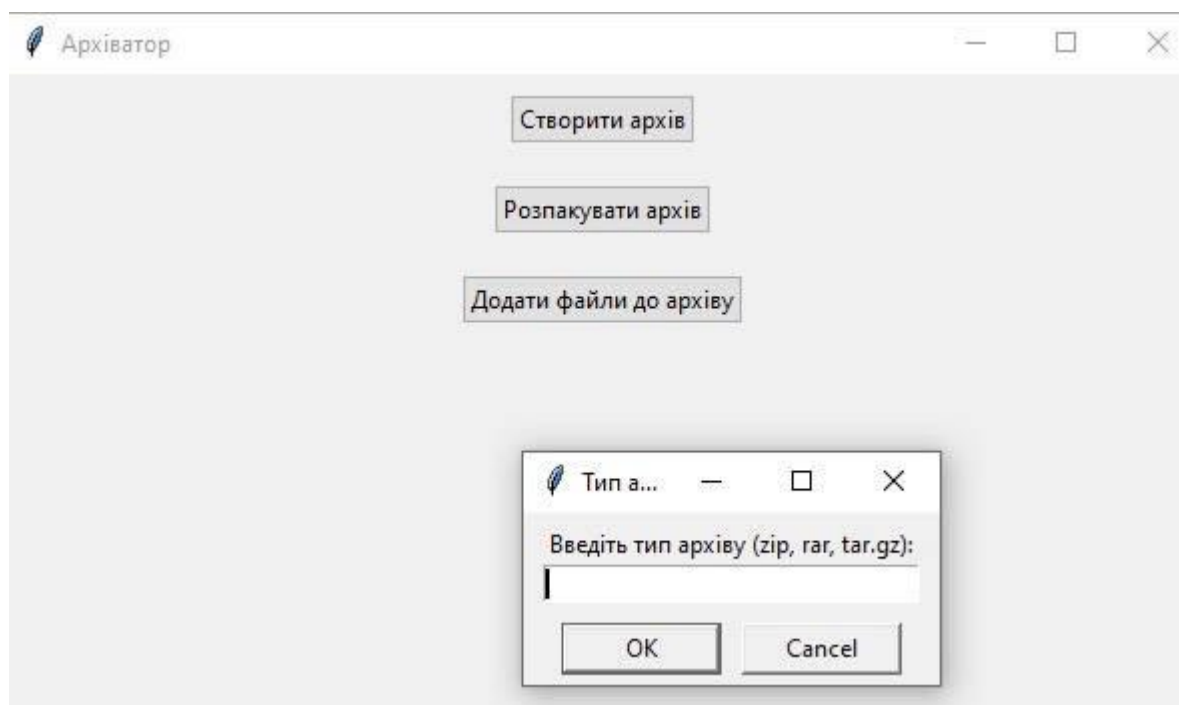 Архіватор
Створити архів
Розпакувати архів
Додати файли до архіву
Тип а...
Введіть тип архіву (zip, rar, tar.gz):
OK
Cancel